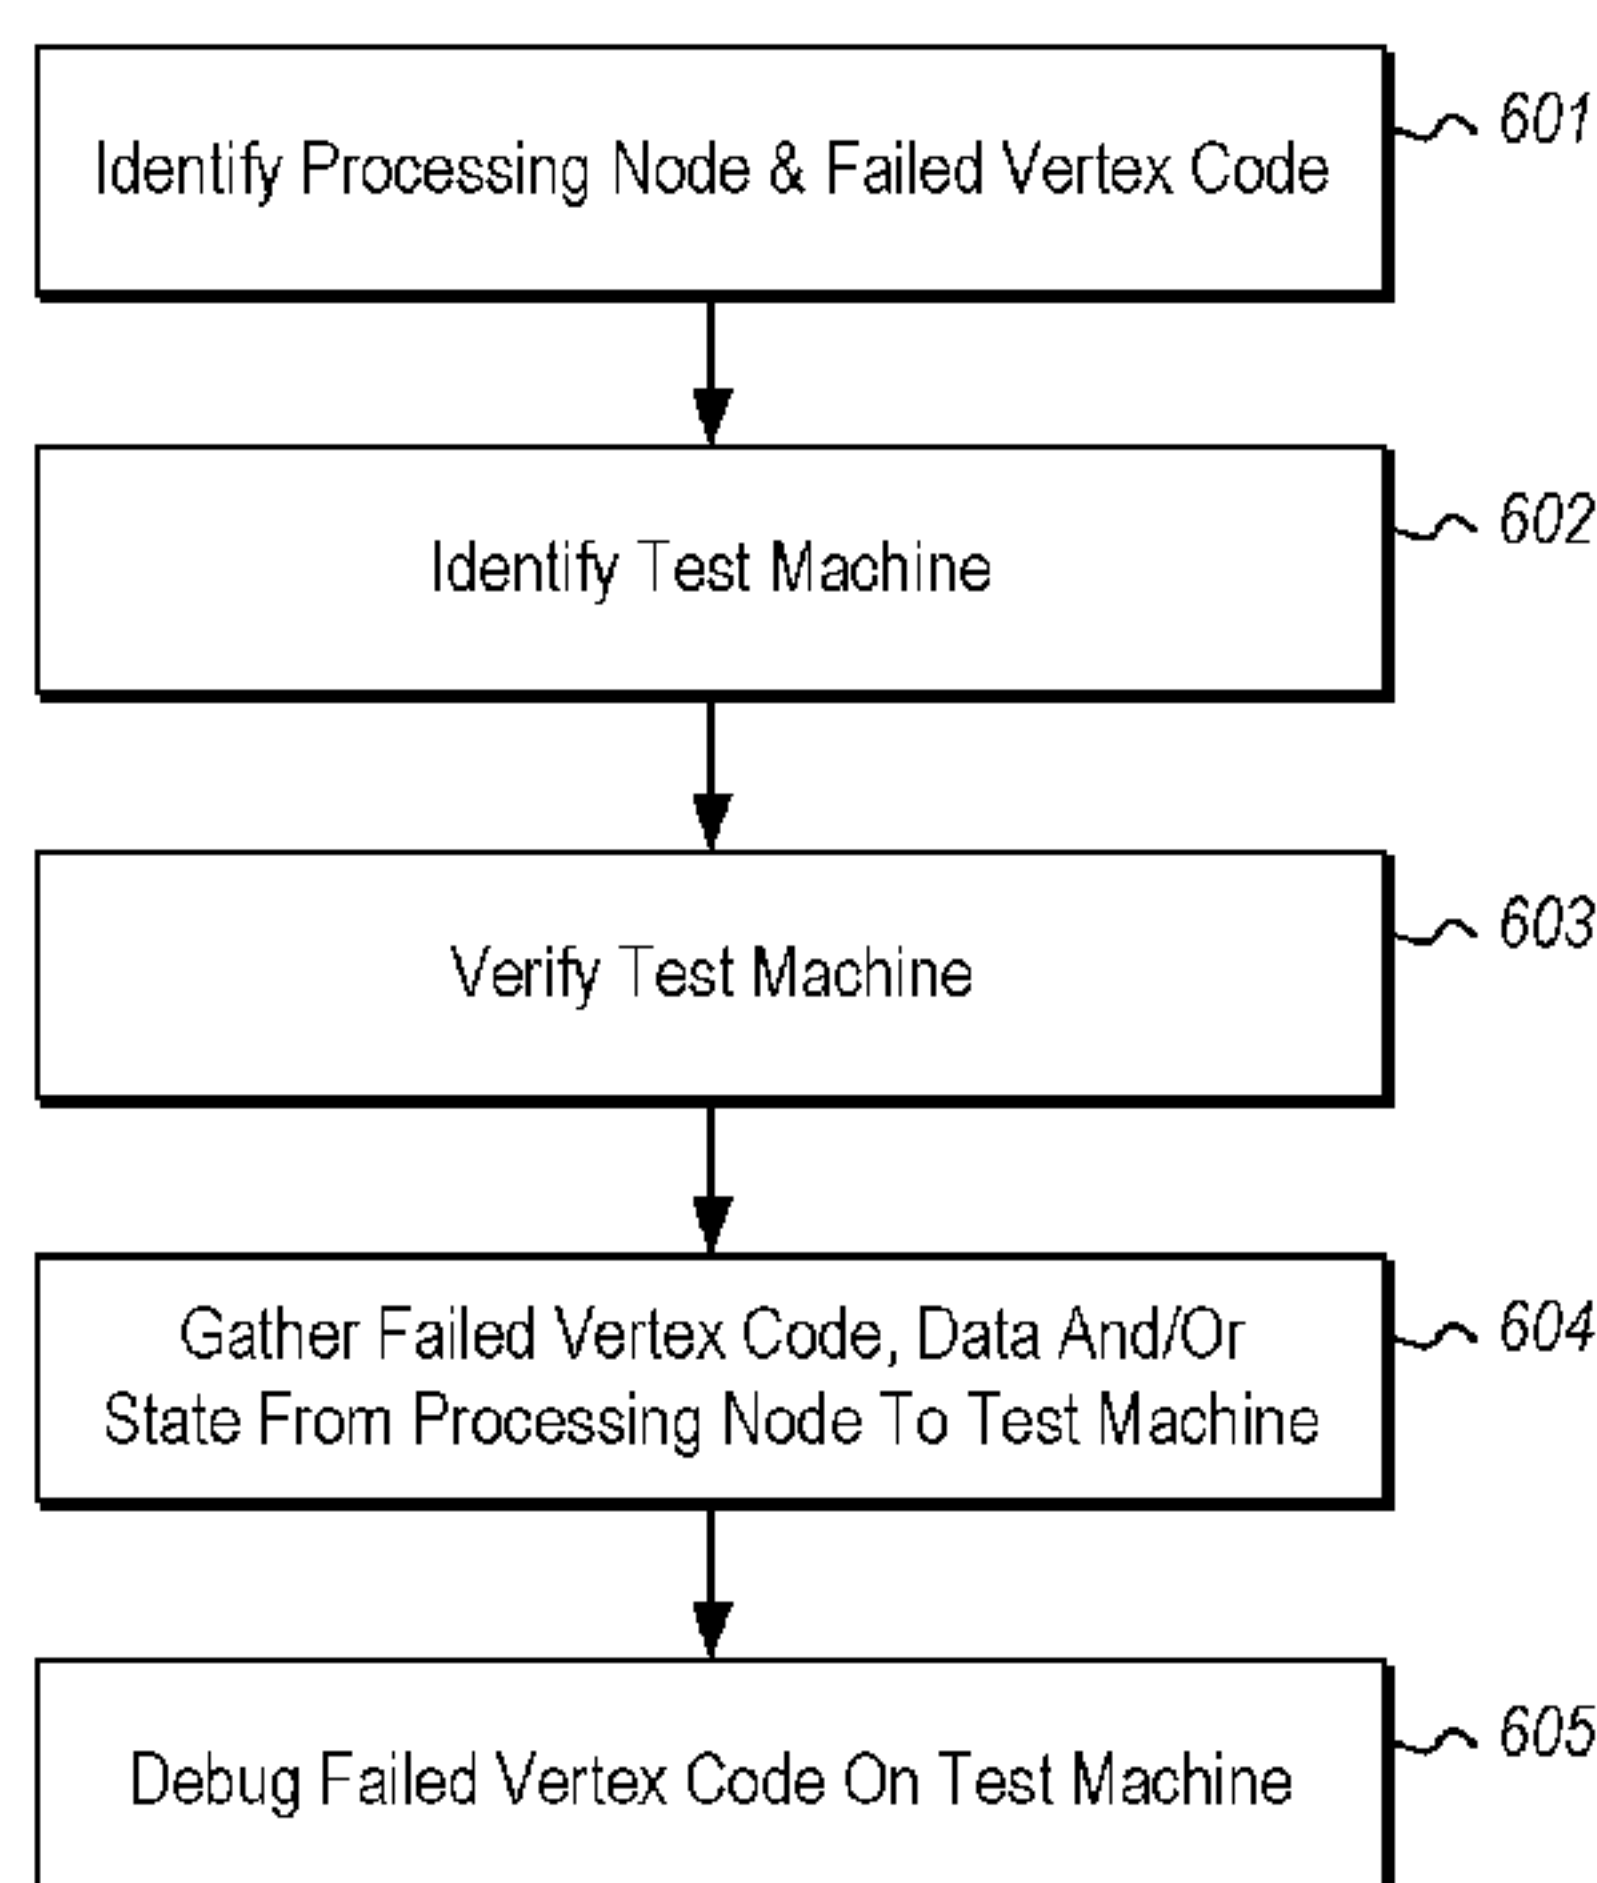 Identify Processing Node & Failed Vertex Code
601
Identify Test Machine
602
Verify Test Machine
603
Gather Failed Vertex Code, Data And/Or
State From Processing Node To Test Machine
604
Debug Failed Vertex Code On Test Machine
605